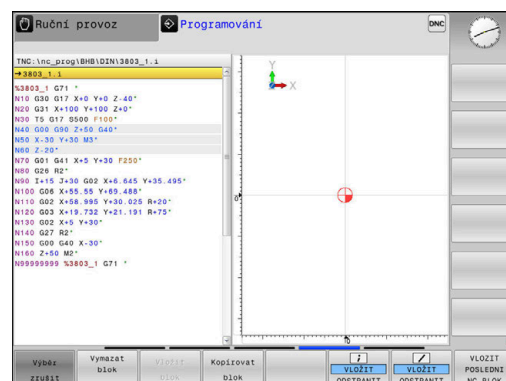 Ruční provoz
Programování
DNC
TNC:\nc_prog\BHB\DIN\3803_1.i
→3803_1.i
%3803_1 G71 *
N10 G30 G17 X+0 Y+0 Z-40*
N20 G31 X+100 Y+100 Z+0*
N30 T5 G17 S500 F100*
N40 G00 G90 Z+50 G40*
N50 X-30 Y+30 M3*
N60 Z-20*
N70 G01 G41 X+5 Y+30 F250*
N80 G26 R2*
N90 I+15 J+30 G02 X+6.645 Y+35.495*
N100 G06 X+55.55 Y+69.488*
N110 G02 X+58.995 Y+30.025 R+20*
N120 G03 X+19.732 Y+21.191 R+75*
N130 G02 X+5 Y+30*
N140 G27 R2*
N150 G00 G40 X-30*
N160 Z+50 M2*
N99999999 %3803_1 G71 *
Y
X
0
0
Výběr
zrušit
Vymazat
blok
Vložit
blok
Kopírovat
blok
VLOŽIT
ODSTRANIT
VLOŽIT
ODSTRANIT
VLOZIT
POSLEDNI
NC BLOK